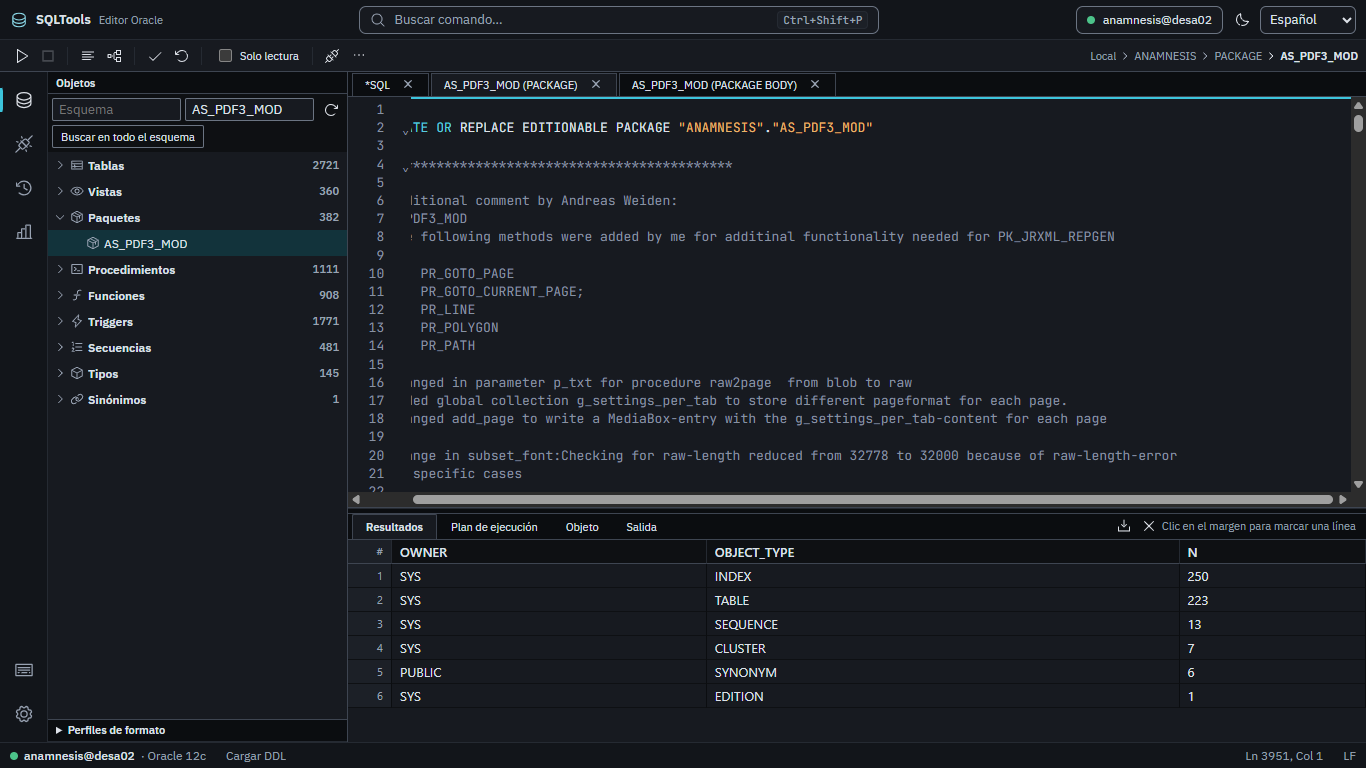 SQLTools Editor Oracle
Buscar comando... Ctrl+Shift+P
anamnesis@desa02
Español
Solo lectura
Local > ANAMNESIS > PACKAGE > AS_PDF3_MOD
Objetos
Esquema
AS_PDF3_MOD
Buscar en todo el esquema
Tablas 2721
Vistas 360
Paquetes 382
AS_PDF3_MOD
Procedimientos 1111
Funciones 908
Triggers 1771
Secuencias 481
Tipos 145
Sinónimos 1
Perfiles de formato
*SQL
AS_PDF3_MOD (PACKAGE)
AS_PDF3_MOD (PACKAGE BODY)
1
2 TE OR REPLACE EDITIONABLE PACKAGE "ANAMNESIS"."AS_PDF3_MOD"
3
4 *****************************************
5
6 ditional comment by Andreas Weiden:
7 PDF3_MOD
8 following methods were added by me for additinal functionality needed for PK_JRXML_REPGEN
9
10 PR_GOTO_PAGE
11 PR_GOTO_CURRENT_PAGE;
12 PR_LINE
13 PR_POLYGON
14 PR_PATH
15
16 nged in parameter p_txt for procedure raw2page  from blob to raw
17 ded global collection g_settings_per_tab to store different pageformat for each page.
18 nged add_page to write a MediaBox-entry with the g_settings_per_tab-content for each page
19
20 nge in subset_font:Checking for raw-length reduced from 32778 to 32000 because of raw-length-error
21 specific cases
22
Resultados
Plan de ejecución
Objeto
Salida
Clic en el margen para marcar una línea
# OWNER OBJECT_TYPE N
1 SYS INDEX 250
2 SYS TABLE 223
3 SYS SEQUENCE 13
4 SYS CLUSTER 7
5 PUBLIC SYNONYM 6
6 SYS EDITION 1
anamnesis@desa02 · Oracle 12c Cargar DDL
Ln 3951, Col 1 LF